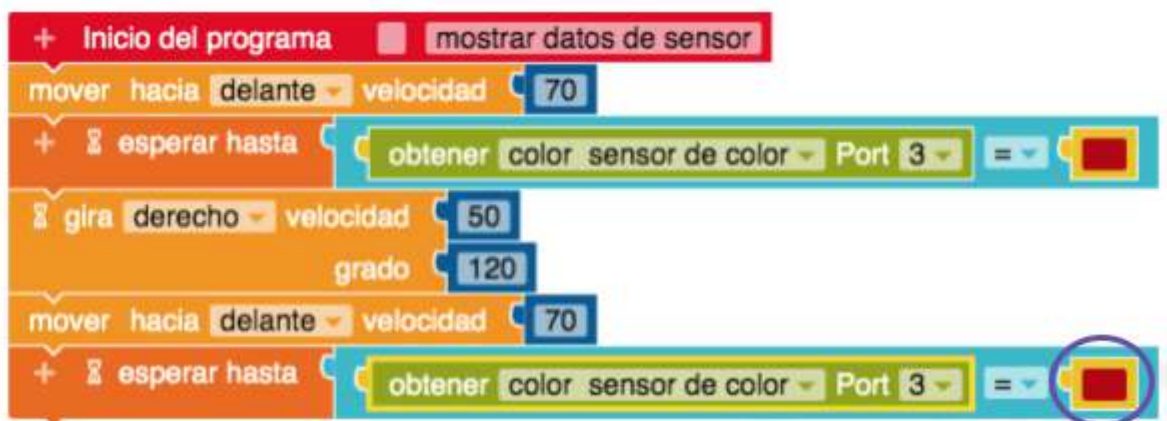 + Inicio del programa mostrar datos de sensor
mover hacia delante velocidad 70
+ esperar hasta obtener color sensor de color Port 3 =
gira derecho velocidad 50
grado 120
mover hacia delante velocidad 70
+ esperar hasta obtener color sensor de color Port 3 =